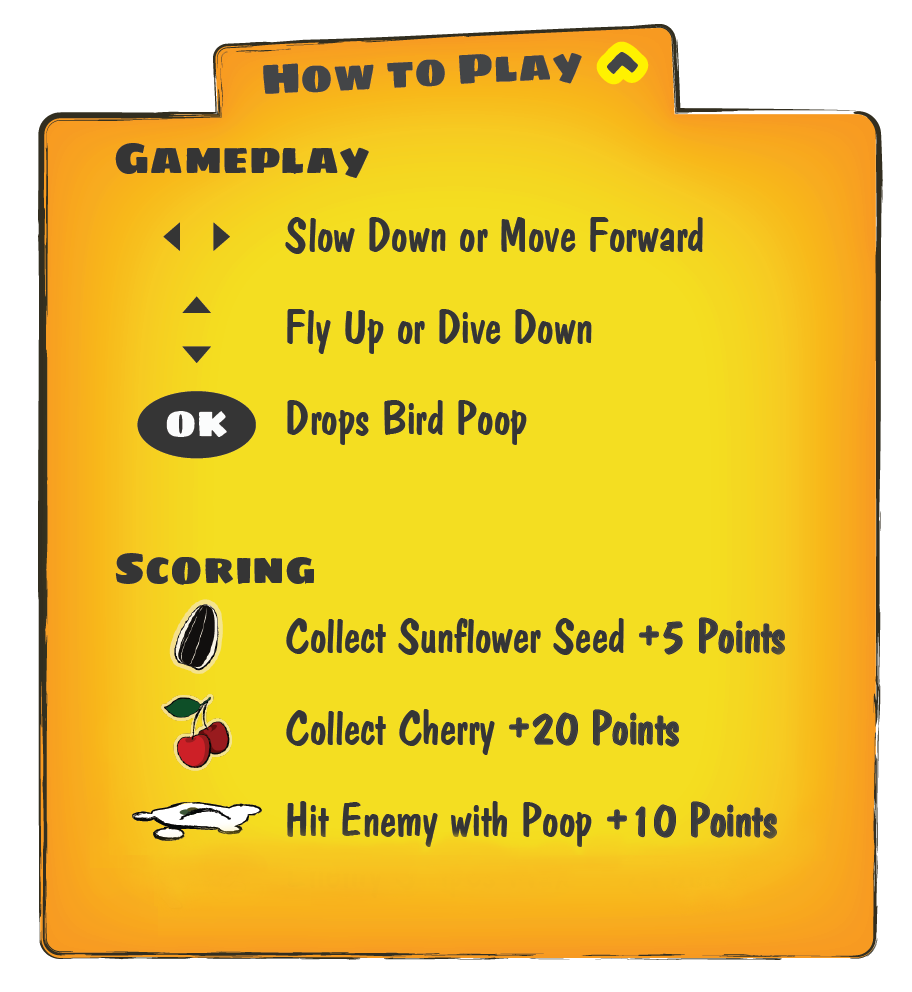 How to Play
Gameplay
Slow Down or Move Forward
Fly Up or Dive Down
OK Drops Bird Poop
Scoring
Collect Sunflower Seed +5 Points
Collect Cherry +20 Points
Hit Enemy with Poop +10 Points